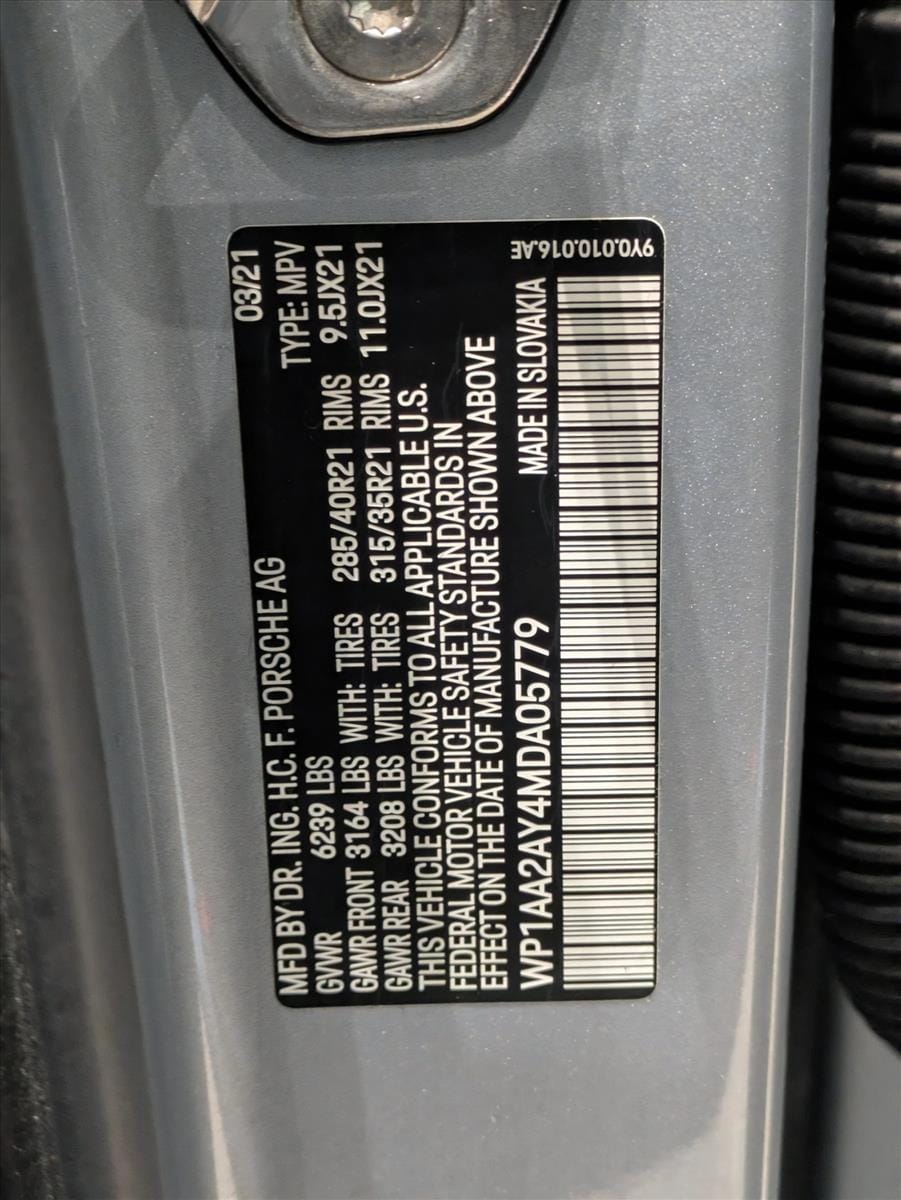 03/21
MFD BY DR. ING. H.C. F. PORSCHE AG
GVWR 6239 LBS TYPE: MPV
GAWR FRONT 3164 LBS WITH: TIRES 285/40R21 RIMS 9.5JX21
GAWR REAR 3208 LBS WITH: TIRES 315/35R21 RIMS 11.0JX21
THIS VEHICLE CONFORMS TO ALL APPLICABLE U.S.
FEDERAL MOTOR VEHICLE SAFETY STANDARDS IN
EFFECT ON THE DATE OF MANUFACTURE SHOWN ABOVE
WP1AA2AY4MDA05779 MADE IN SLOVAKIA
9Y0.010.016.AE